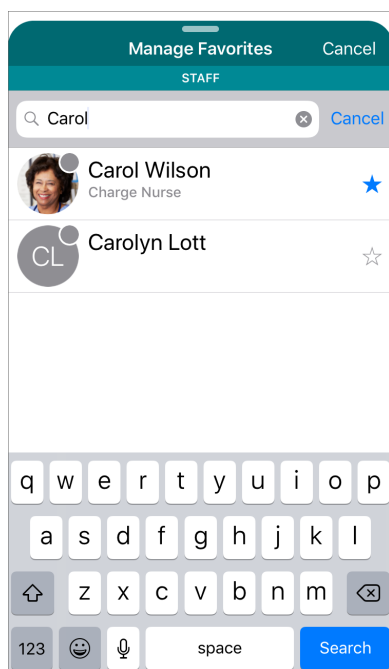 Manage Favorites Cancel
STAFF
Carol Cancel
Carol Wilson
Charge Nurse
CL Carolyn Lott
q w e r t y u i o p
a s d f g h j k l
z x c v b n m
123 space Search